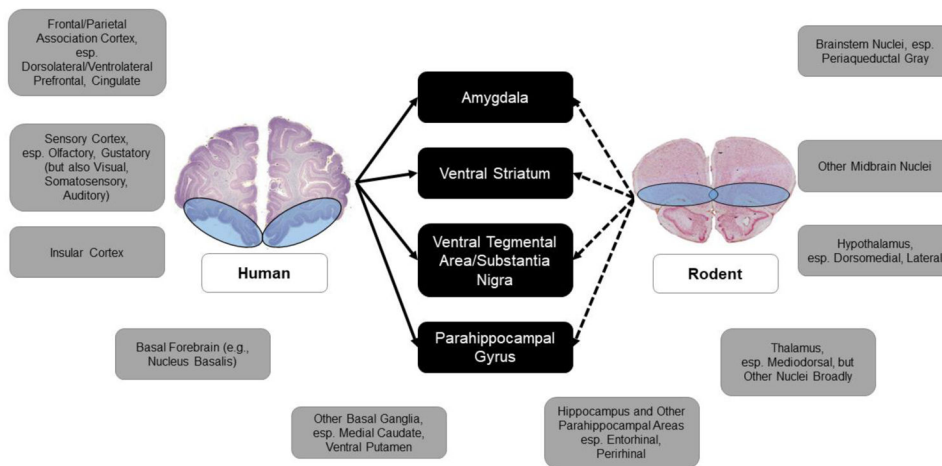 Frontal/Parietal
Association Cortex,
esp.
Dorsolateral/Ventrolateral
Prefrontal, Cingulate
Sensory Cortex,
esp. Olfactory, Gustatory
(but also Visual,
Somatosensory,
Auditory)
Insular Cortex
Human
Amygdala
Ventral Striatum
Ventral Tegmental
Area/Substantia
Nigra
Parahippocampal
Gyrus
Rodent
Brainstem Nuclei, esp.
Periaqueductal Gray
Other Midbrain Nuclei
Hypothalamus,
esp. Dorsomedial, Lateral
Basal Forebrain (e.g.,
Nucleus Basalis)
Other Basal Ganglia,
esp. Medial Caudate,
Ventral Putamen
Hippocampus and Other
Parahippocampal Areas
esp. Entorhinal,
Perirhinal
Thalamus,
esp. Mediodorsal, but
Other Nuclei Broadly